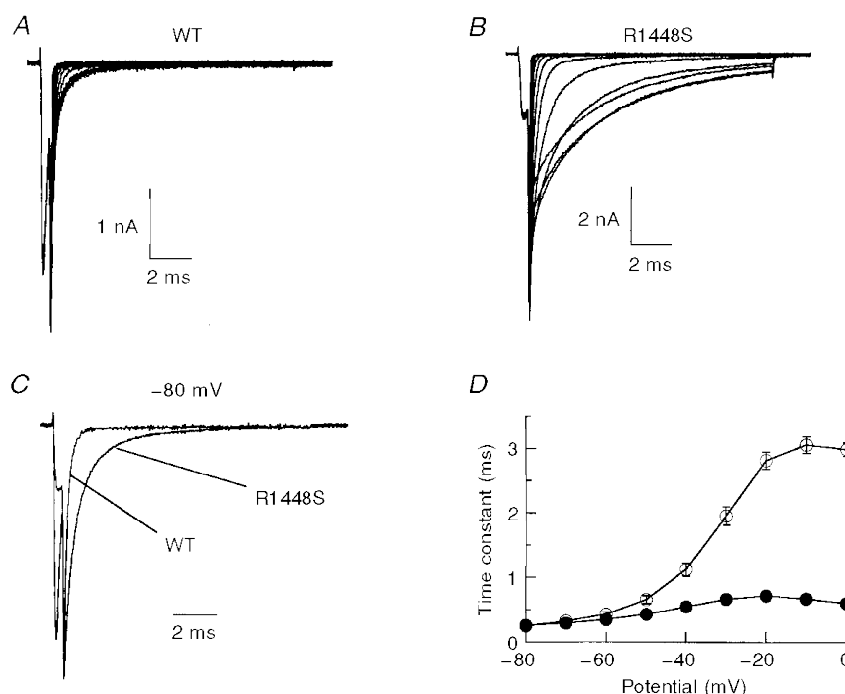 A
WT
1 nA
2 ms
B
R1448S
2 nA
2 ms
C
−80 mV
R1448S
WT
2 ms
D
Time constant (ms)
3
2
1
0
−80 −60 −40 −20 0
Potential (mV)